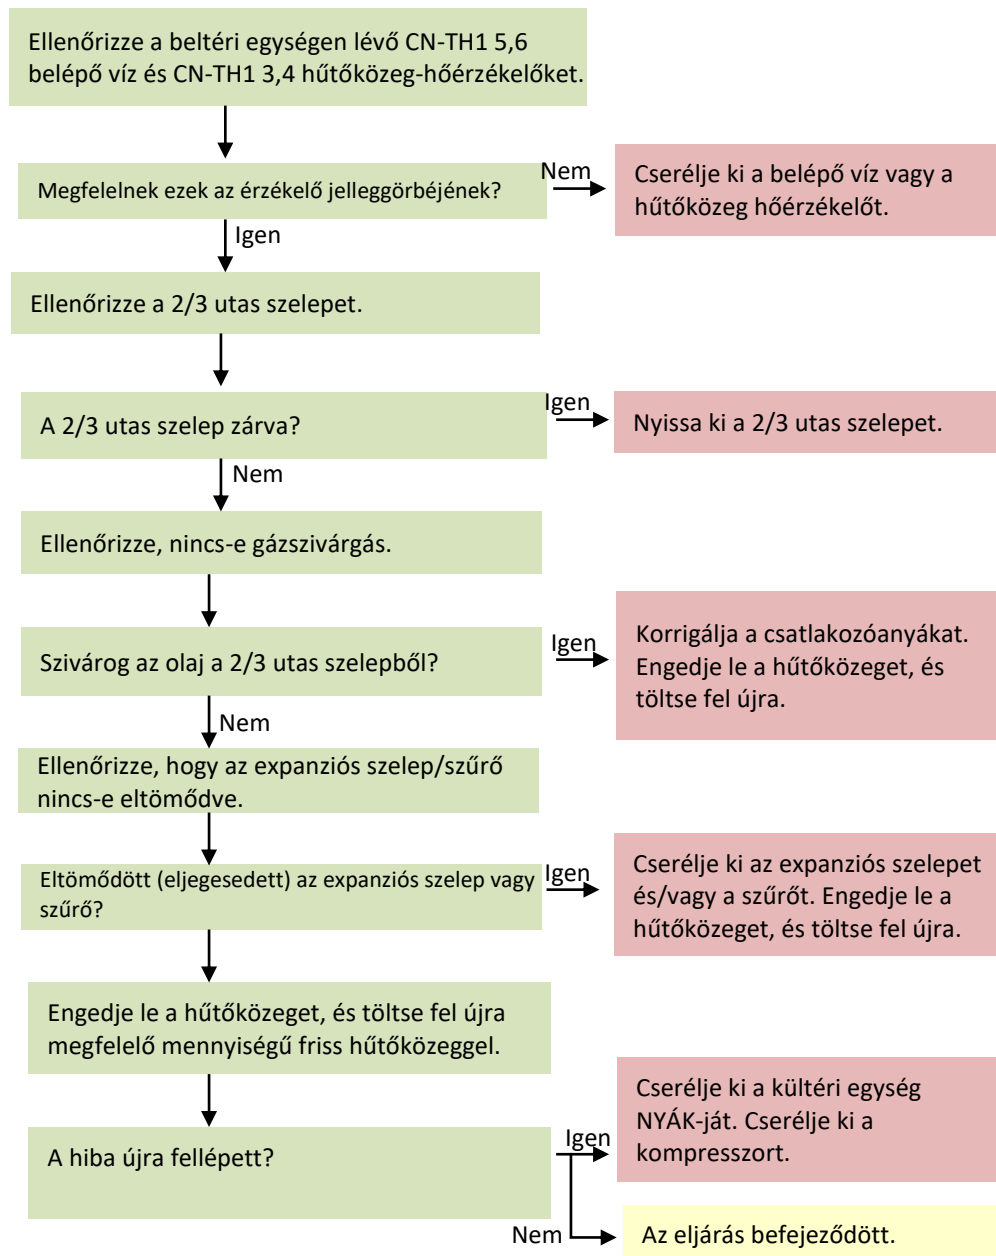 Ellenőrizze a beltéri egységen lévő CN-TH1 5,6
belépő víz és CN-TH1 3,4 hűtőközeg-hőérzékelőket.
Megfelelnek ezek az érzékelő jelleggörbéjének?
Nem
Cserélje ki a belépő víz vagy a
hűtőközeg hőérzékelőt.
Igen
Ellenőrizze a 2/3 utas szelepet.
A 2/3 utas szelep zárva?
Igen
Nyissa ki a 2/3 utas szelepet.
Nem
Ellenőrizze, nincs-e gázszivárgás.
Szivárog az olaj a 2/3 utas szelepből?
Igen
Korrigálja a csatlakozóanyákat.
Engedje le a hűtőközeget, és
töltse fel újra.
Nem
Ellenőrizze, hogy az expanziós szelep/szűrő
nincs-e eltömődve.
Eltömődött (eljegesedett) az expanziós szelep vagy
szűrő?
Igen
Cserélje ki az expanziós szelepet
és/vagy a szűrőt. Engedje le a
hűtőközeget, és töltse fel újra.
Engedje le a hűtőközeget, és töltse fel újra
megfelelő mennyiségű friss hűtőközeggel.
A hiba újra fellépett?
Igen
Cserélje ki a kültéri egység
NYÁK-ját. Cserélje ki a
kompresszort.
Nem
Az eljárás befejeződött.